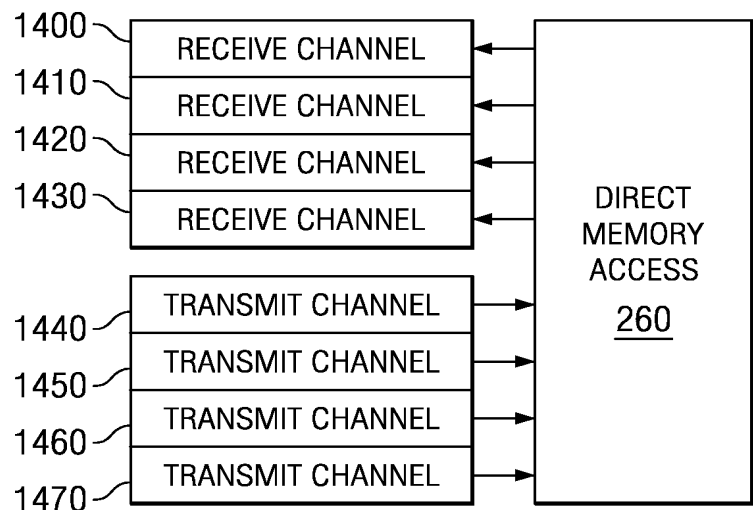 1400 RECEIVE CHANNEL
1410 RECEIVE CHANNEL
1420 RECEIVE CHANNEL
1430 RECEIVE CHANNEL
1440 TRANSMIT CHANNEL
1450 TRANSMIT CHANNEL
1460 TRANSMIT CHANNEL
1470 TRANSMIT CHANNEL
DIRECT
MEMORY
ACCESS
260